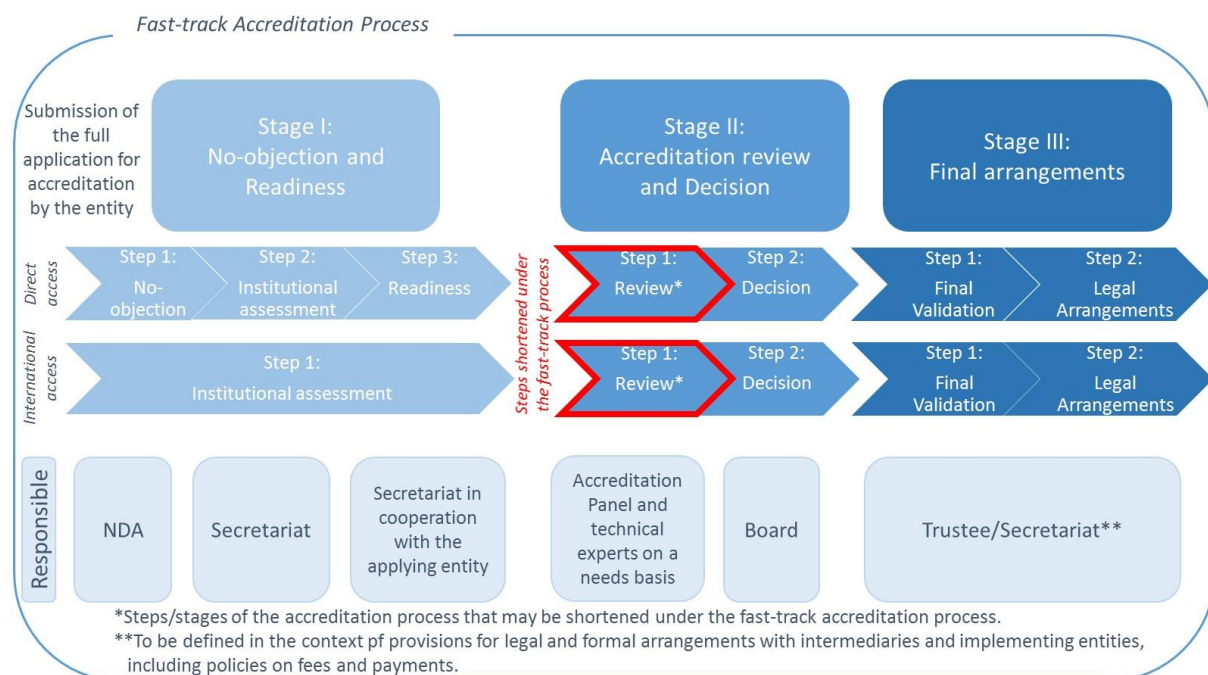 Fast-track Accreditation Process
Submission of
the full
application for
accreditation
by the entity
Stage I:
No-objection and
Readiness
Stage II:
Accreditation review
and Decision
Stage III:
Final arrangements
Direct
access
Step 1:
No-
objection
Step 2:
Institutional
assessment
Step 3:
Readiness
Steps shortened under
the fast-track process
Step 1:
Review*
Step 2:
Decision
Step 1:
Final
Validation
Step 2:
Legal
Arrangements
International
access
Step 1:
Institutional assessment
Step 1:
Review*
Step 2:
Decision
Step 1:
Final
Validation
Step 2:
Legal
Arrangements
Responsible
NDA
Secretariat
Secretariat in
cooperation
with the
applying entity
Accreditation
Panel and
technical
experts on a
needs basis
Board
Trustee/Secretariat**
*Steps/stages of the accreditation process that may be shortened under the fast-track accreditation process.
**To be defined in the context pf provisions for legal and formal arrangements with intermediaries and implementing entities,
including policies on fees and payments.